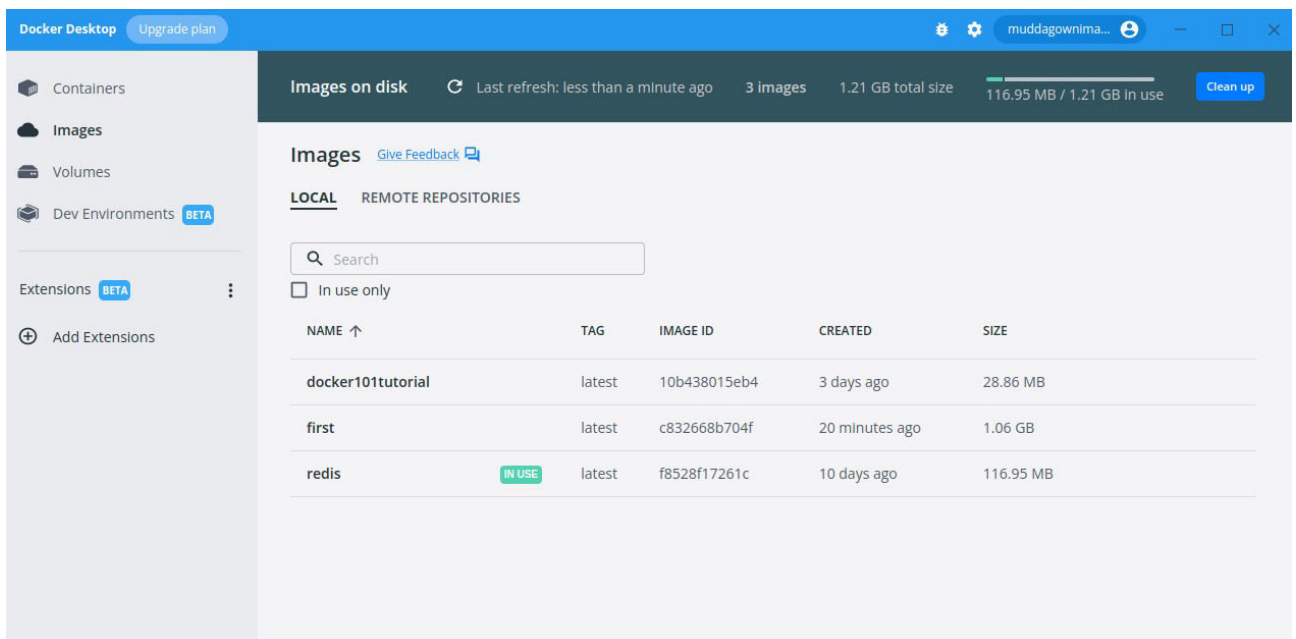 Docker Desktop Upgrade plan muddagownima...
Containers
Images
Volumes
Dev Environments BETA
Extensions BETA
Add Extensions
Images on disk Last refresh: less than a minute ago 3 images 1.21 GB total size 116.95 MB / 1.21 GB in use Clean up
Images Give Feedback
LOCAL REMOTE REPOSITORIES
Search
In use only
NAME TAG IMAGE ID CREATED SIZE
docker101tutorial latest 10b438015eb4 3 days ago 28.86 MB
first latest c832668b704f 20 minutes ago 1.06 GB
redis IN USE latest f8528f17261c 10 days ago 116.95 MB